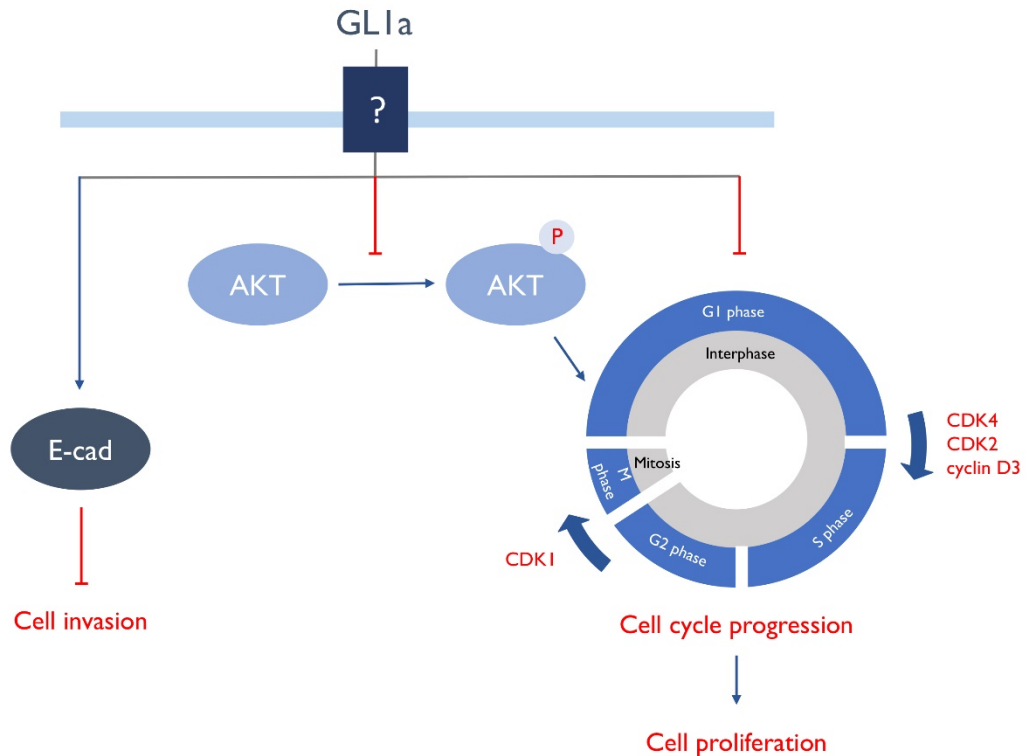 GL1a
?
P
AKT
AKT
G1 phase
Interphase
E-cad
CDK4
CDK2
cyclin D3
Mitosis
M
phase
G2 phase
S phase
CDK1
Cell invasion
Cell cycle progression
Cell proliferation